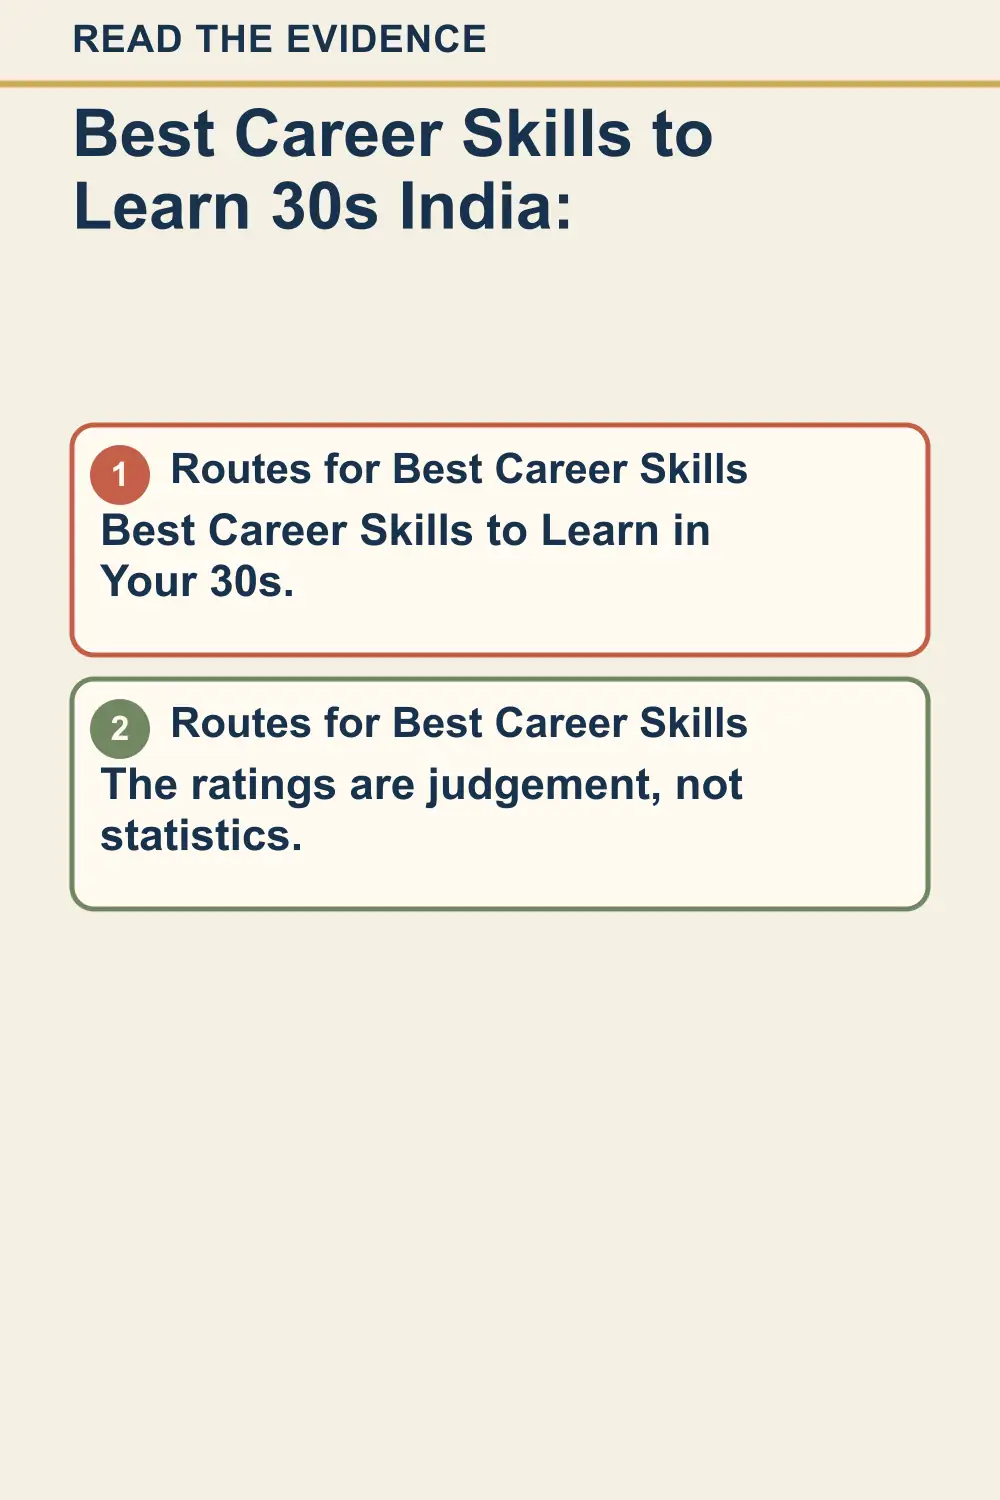 READ THE EVIDENCE
Best Career Skills to
Learn 30s India:
1 Routes for Best Career Skills
Best Career Skills to Learn in
Your 30s.
2 Routes for Best Career Skills
The ratings are judgement, not
statistics.